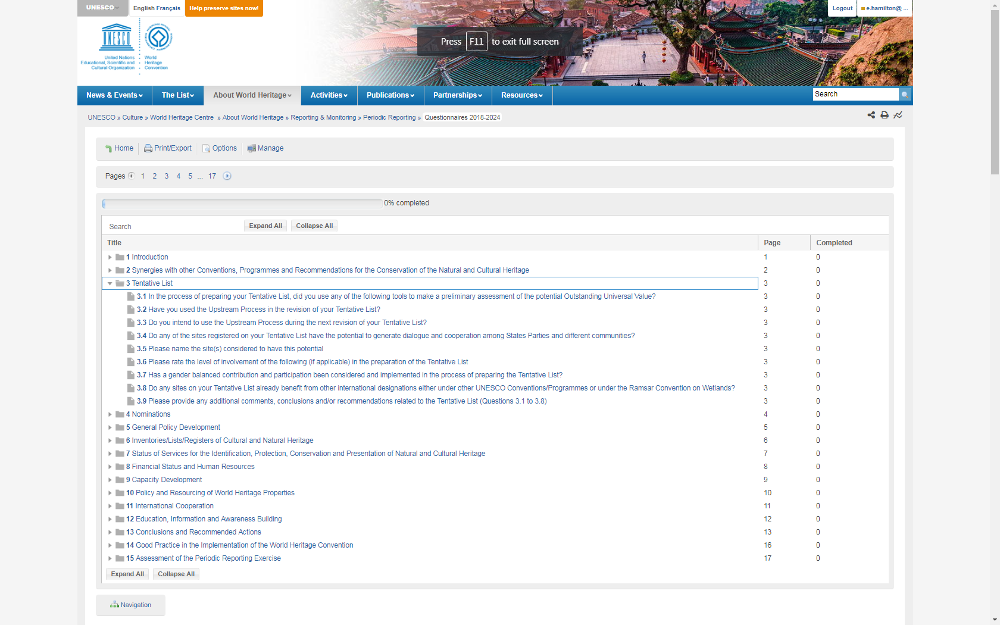 UNESCO
English Français
Help preserve sites now!
Logout
e.hamilton@ ...
Press F11 to exit full screen
UNESCO
United Nations
Educational, Scientific and
Cultural Organization
World
Heritage
Convention
News & Events
The List
About World Heritage
Activities
Publications
Partnerships
Resources
Search
UNESCO » Culture » World Heritage Centre » About World Heritage » Reporting & Monitoring » Periodic Reporting » Questionnaires 2018-2024
Home
Print/Export
Options
Manage
Pages 1 2 3 4 5 ... 17
0% completed
Search
Expand All
Collapse All
Title Page Completed
1 Introduction 1 0
2 Synergies with other Conventions, Programmes and Recommendations for the Conservation of the Natural and Cultural Heritage 2 0
3 Tentative List 3 0
3.1 In the process of preparing your Tentative List, did you use any of the following tools to make a preliminary assessment of the potential Outstanding Universal Value? 3 0
3.2 Have you used the Upstream Process in the revision of your Tentative List? 3 0
3.3 Do you intend to use the Upstream Process during the next revision of your Tentative List? 3 0
3.4 Do any of the sites registered on your Tentative List have the potential to generate dialogue and cooperation among States Parties and different communities? 3 0
3.5 Please name the site(s) considered to have this potential 3 0
3.6 Please rate the level of involvement of the following (if applicable) in the preparation of the Tentative List 3 0
3.7 Has a gender balanced contribution and participation been considered and implemented in the process of preparing the Tentative List? 3 0
3.8 Do any sites on your Tentative List already benefit from other international designations either under other UNESCO Conventions/Programmes or under the Ramsar Convention on Wetlands? 3 0
3.9 Please provide any additional comments, conclusions and/or recommendations related to the Tentative List (Questions 3.1 to 3.8) 3 0
4 Nominations 4 0
5 General Policy Development 5 0
6 Inventories/Lists/Registers of Cultural and Natural Heritage 6 0
7 Status of Services for the Identification, Protection, Conservation and Presentation of Natural and Cultural Heritage 7 0
8 Financial Status and Human Resources 8 0
9 Capacity Development 9 0
10 Policy and Resourcing of World Heritage Properties 10 0
11 International Cooperation 11 0
12 Education, Information and Awareness Building 12 0
13 Conclusions and Recommended Actions 13 0
14 Good Practice in the Implementation of the World Heritage Convention 16 0
15 Assessment of the Periodic Reporting Exercise 17 0
Expand All
Collapse All
Navigation